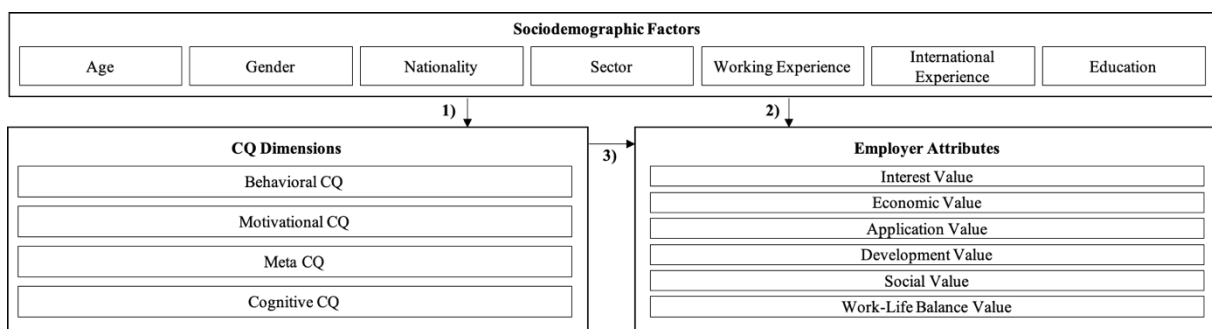 Sociodemographic Factors
Age
Gender
Nationality
Sector
Working Experience
International
Experience
Education
1)
2)
CQ Dimensions
Behavioral CQ
Motivational CQ
Meta CQ
Cognitive CQ
3)
Employer Attributes
Interest Value
Economic Value
Application Value
Development Value
Social Value
Work-Life Balance Value